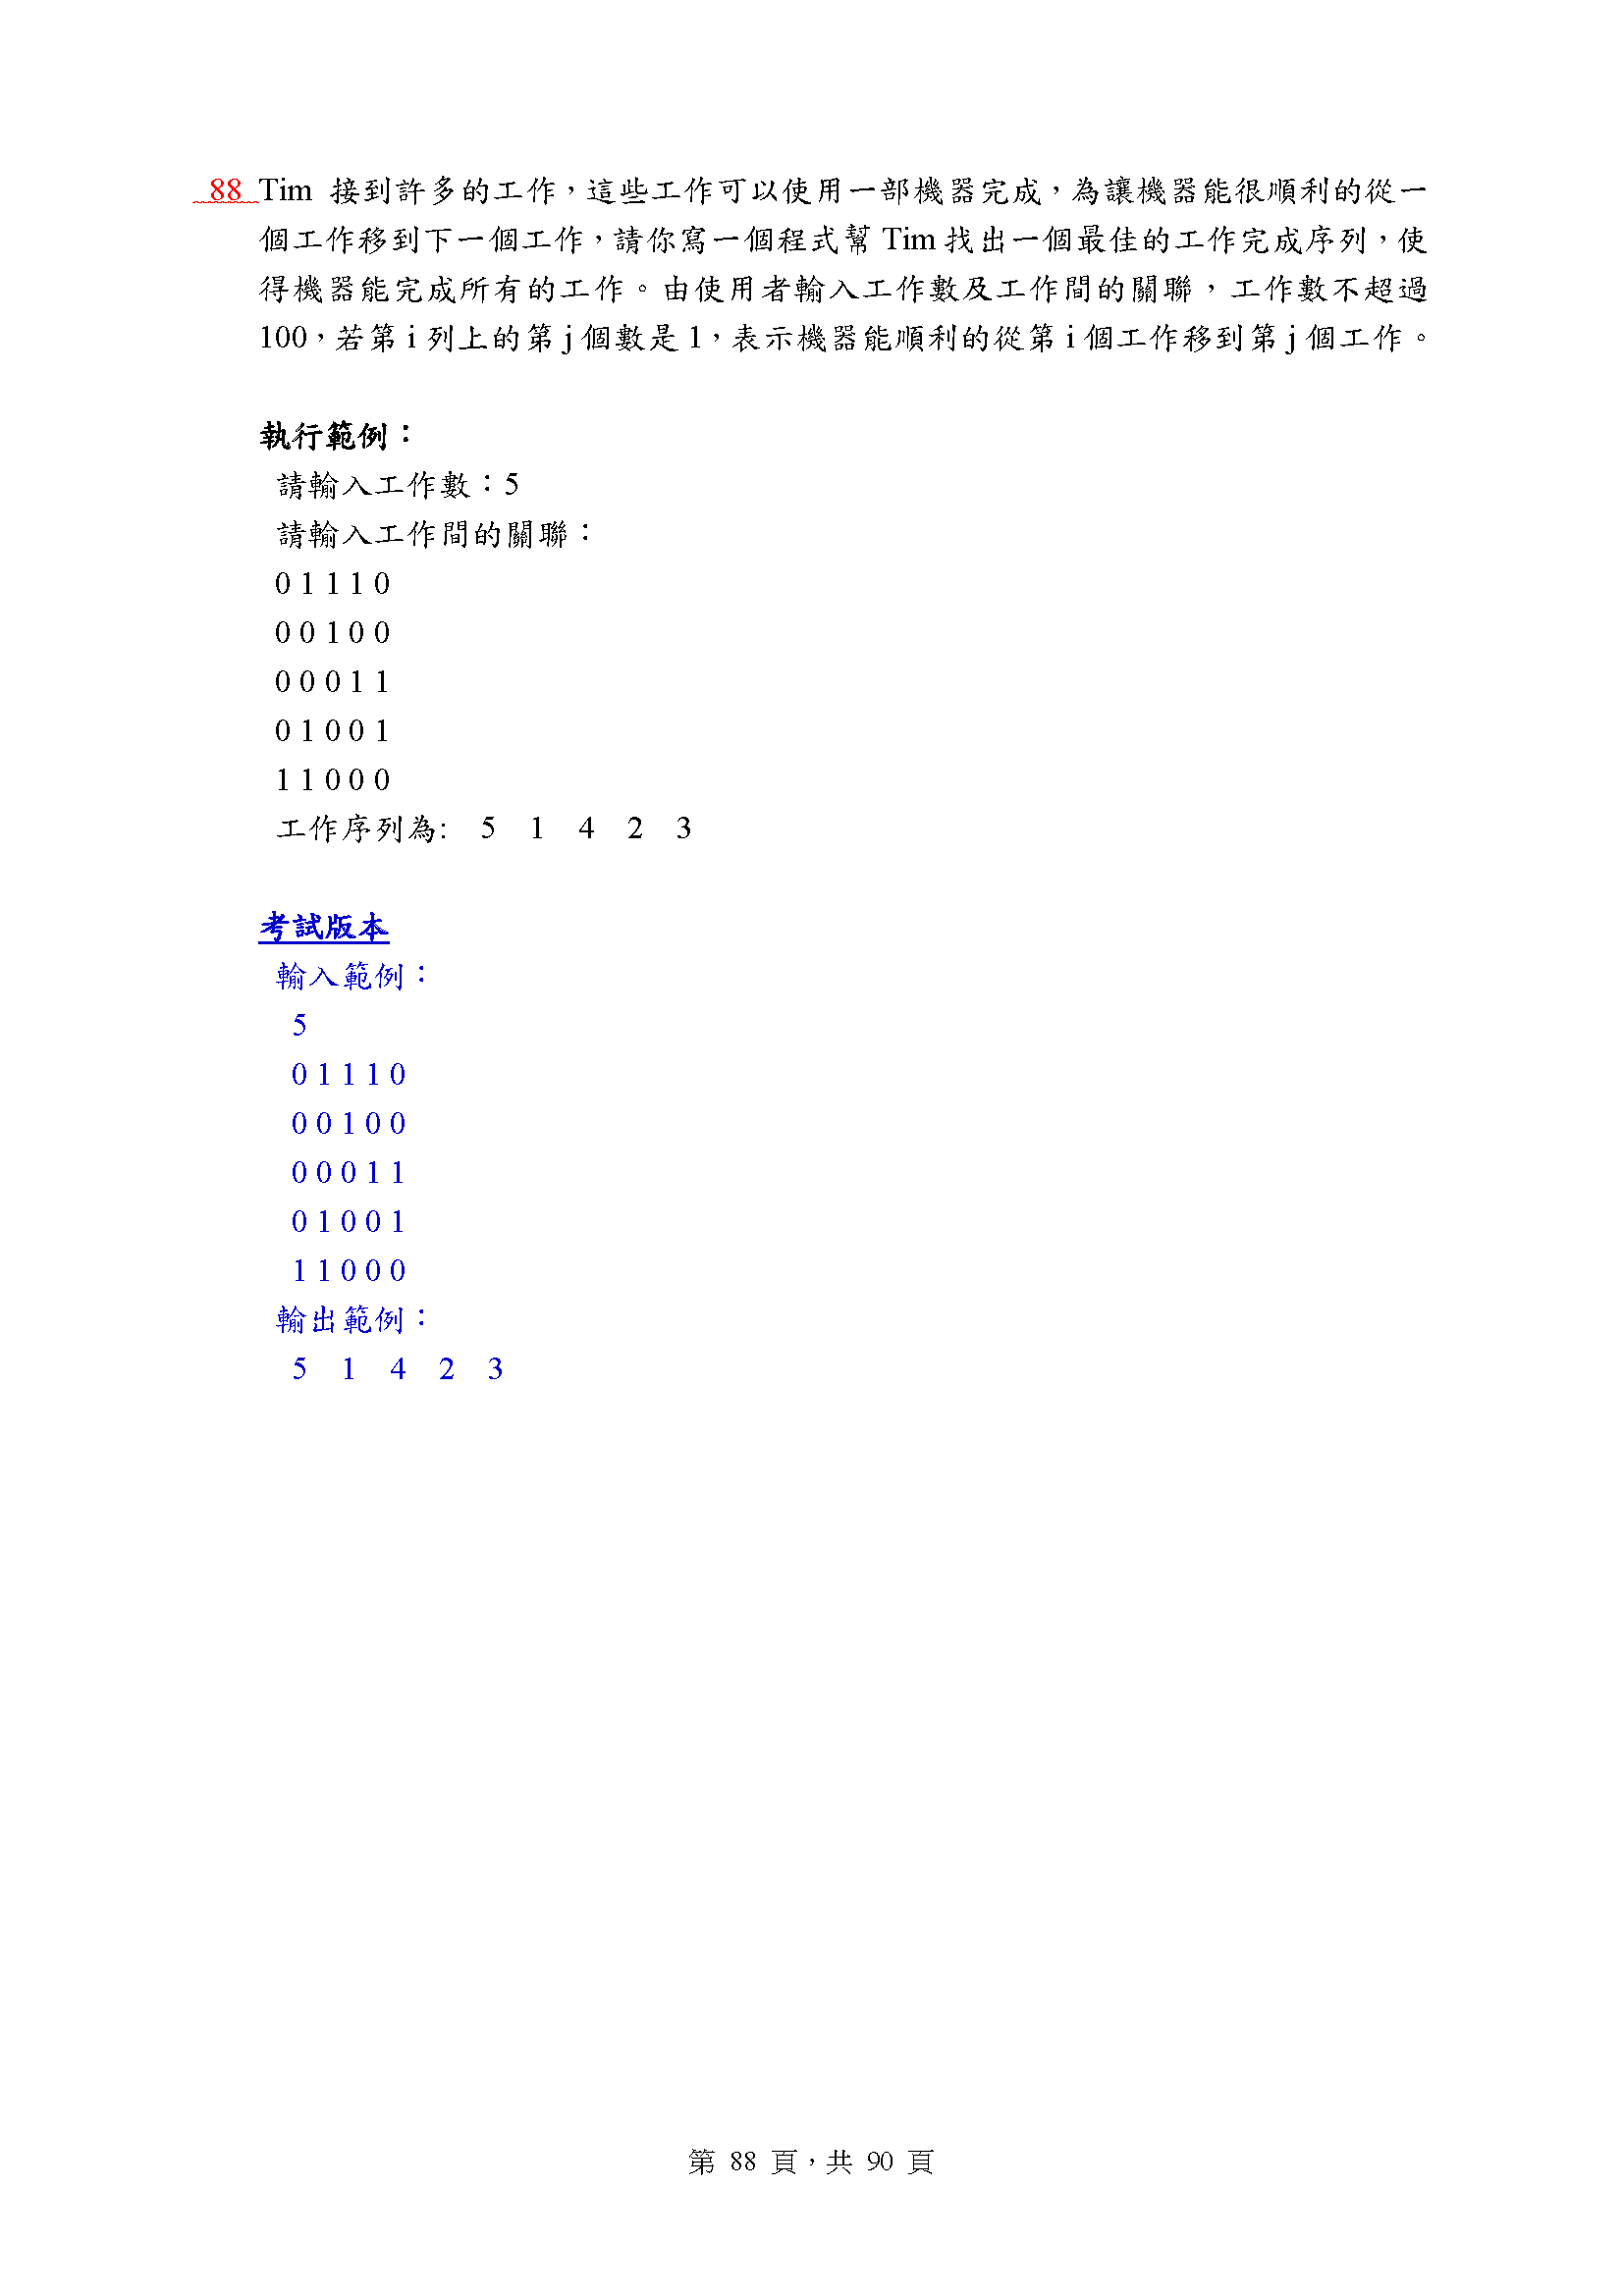 88 Tim 接到許多的工作，這些工作可以使用一部機器完成，為讓機器能很順利的從一
個工作移到下一個工作，請你寫一個程式幫 Tim 找出一個最佳的工作完成序列，使
得機器能完成所有的工作。由使用者輸入工作數及工作間的關聯，工作數不超過
100，若第 i 列上的第 j 個數是 1，表示機器能順利的從第 i 個工作移到第 j 個工作。
執行範例：
請輸入工作數：5
請輸入工作間的關聯：
0 1 1 1 0
0 0 1 0 0
0 0 0 1 1
0 1 0 0 1
1 1 0 0 0
工作序列為: 5 1 4 2 3
考試版本
輸入範例：
5
0 1 1 1 0
0 0 1 0 0
0 0 0 1 1
0 1 0 0 1
1 1 0 0 0
輸出範例：
5 1 4 2 3
第 88 頁，共 90 頁